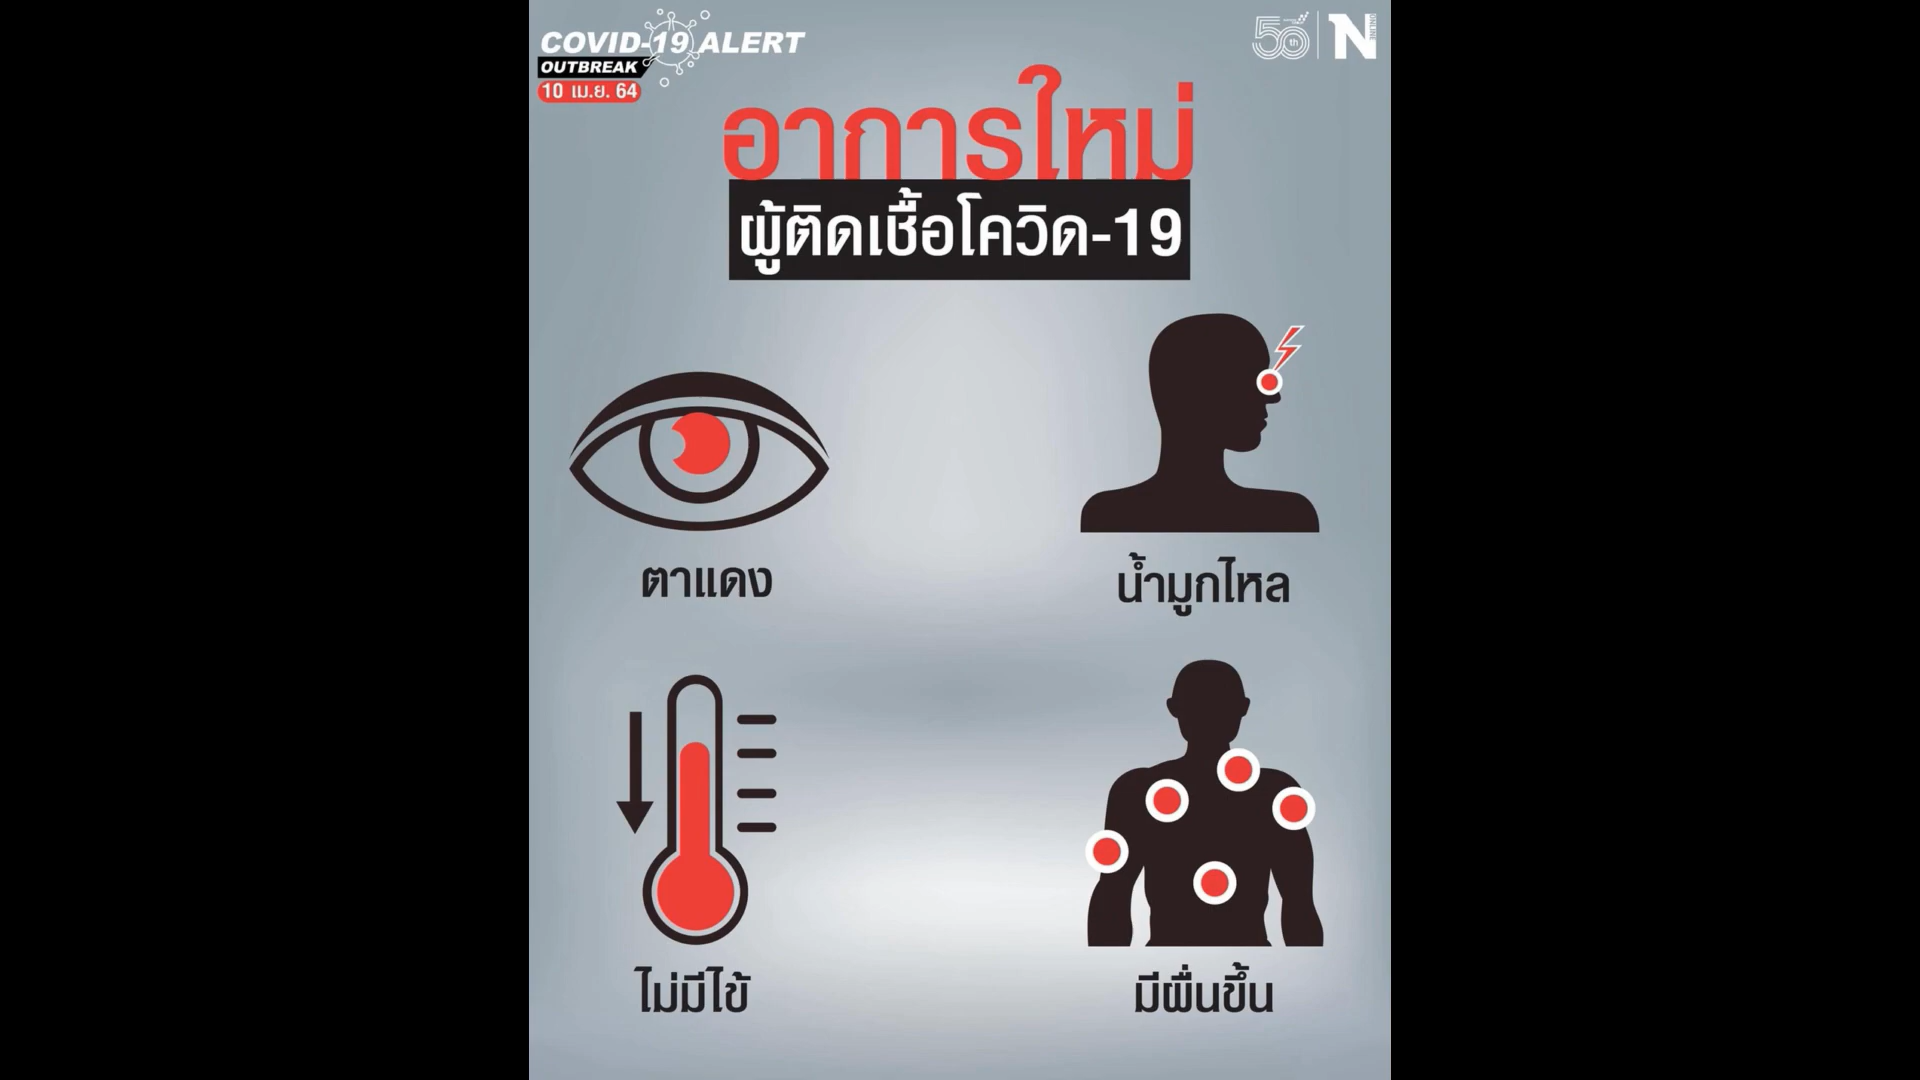 COVID-19 ALERT
OUTBREAK
10 เม.ย. 64
50th
N
อาการใหม่
ผู้ติดเชื้อโควิด-19
ตาแดง
น้ำมูกไหล
ไม่มีไข้
มีผื่นขึ้น